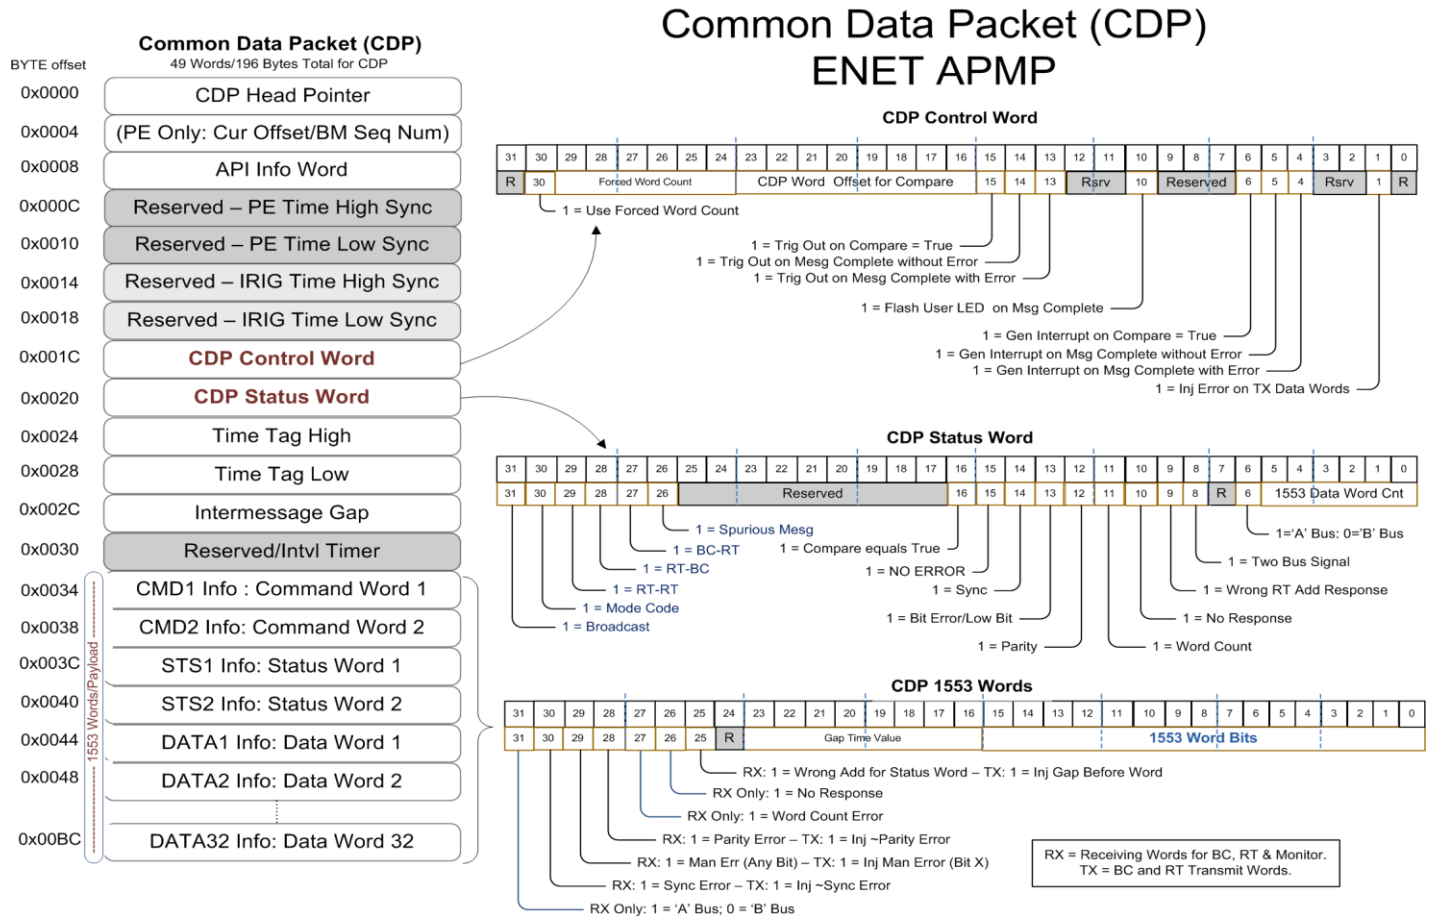 Common Data Packet (CDP)
ENET APMP
Common Data Packet (CDP)
49 Words/196 Bytes Total for CDP
BYTE offset
0x0000 CDP Head Pointer
0x0004 (PE Only: Cur Offset/BM Seq Num)
0x0008 API Info Word
0x000C Reserved – PE Time High Sync
0x0010 Reserved – PE Time Low Sync
0x0014 Reserved – IRIG Time High Sync
0x0018 Reserved – IRIG Time Low Sync
0x001C CDP Control Word
0x0020 CDP Status Word
0x0024 Time Tag High
0x0028 Time Tag Low
0x002C Intermessage Gap
0x0030 Reserved/Intvl Timer
0x0034 CMD1 Info : Command Word 1
0x0038 CMD2 Info: Command Word 2
0x003C STS1 Info: Status Word 1
0x0040 STS2 Info: Status Word 2
0x0044 DATA1 Info: Data Word 1
0x0048 DATA2 Info: Data Word 2
0x00BC DATA32 Info: Data Word 32
1553 Words/Payload
CDP Control Word
31 30 29 28 27 26 25 24 23 22 21 20 19 18 17 16 15 14 13 12 11 10 9 8 7 6 5 4 3 2 1 0
R 30 Forced Word Count CDP Word Offset for Compare 15 14 13 Rsrv 10 Reserved 6 5 4 Rsrv 1 R
1 = Use Forced Word Count
1 = Trig Out on Compare = True
1 = Trig Out on Mesg Complete without Error
1 = Trig Out on Mesg Complete with Error
1 = Flash User LED on Msg Complete
1 = Gen Interrupt on Compare = True
1 = Gen Interrupt on Msg Complete without Error
1 = Gen Interrupt on Msg Complete with Error
1 = Inj Error on TX Data Words
CDP Status Word
31 30 29 28 27 26 25 24 23 22 21 20 19 18 17 16 15 14 13 12 11 10 9 8 7 6 5 4 3 2 1 0
31 30 29 28 27 26 Reserved 16 15 14 13 12 11 10 9 8 R 6 1553 Data Word Cnt
1 = Spurious Mesg
1 = BC-RT
1 = RT-BC
1 = RT-RT
1 = Mode Code
1 = Broadcast
1 = Compare equals True
1 = NO ERROR
1 = Sync
1 = Bit Error/Low Bit
1 = Parity
1=‘A’ Bus: 0=’B’ Bus
1 = Two Bus Signal
1 = Wrong RT Add Response
1 = No Response
1 = Word Count
CDP 1553 Words
31 30 29 28 27 26 25 24 23 22 21 20 19 18 17 16 15 14 13 12 11 10 9 8 7 6 5 4 3 2 1 0
31 30 29 28 27 26 25 R Gap Time Value 1553 Word Bits
RX: 1 = Wrong Add for Status Word – TX: 1 = Inj Gap Before Word
RX Only: 1 = No Response
RX Only: 1 = Word Count Error
RX: 1 = Parity Error – TX: 1 = Inj ~Parity Error
RX: 1 = Man Err (Any Bit) – TX: 1 = Inj Man Error (Bit X)
RX: 1 = Sync Error – TX: 1 = Inj ~Sync Error
RX Only: 1 = ‘A’ Bus; 0 = ‘B’ Bus
RX = Receiving Words for BC, RT & Monitor.
TX = BC and RT Transmit Words.